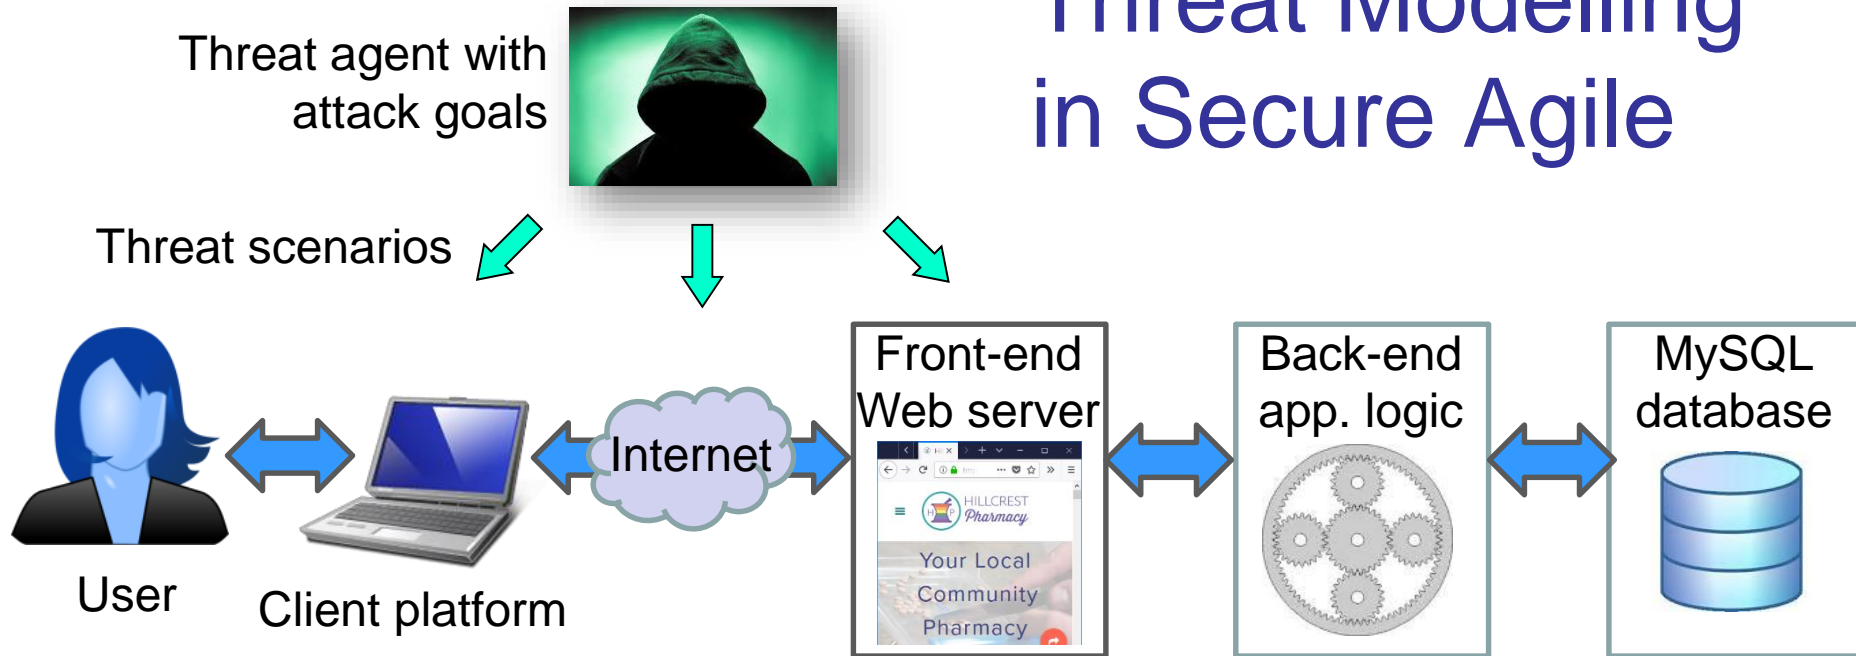 Threat Modelling
in Secure Agile
Threat agent with
attack goals
Threat scenarios
User
Client platform
Internet
Front-end
Web server
HILLCREST
H P
Pharmacy
Your Local
Community
Pharmacy
Back-end
app. logic
MySQL
database